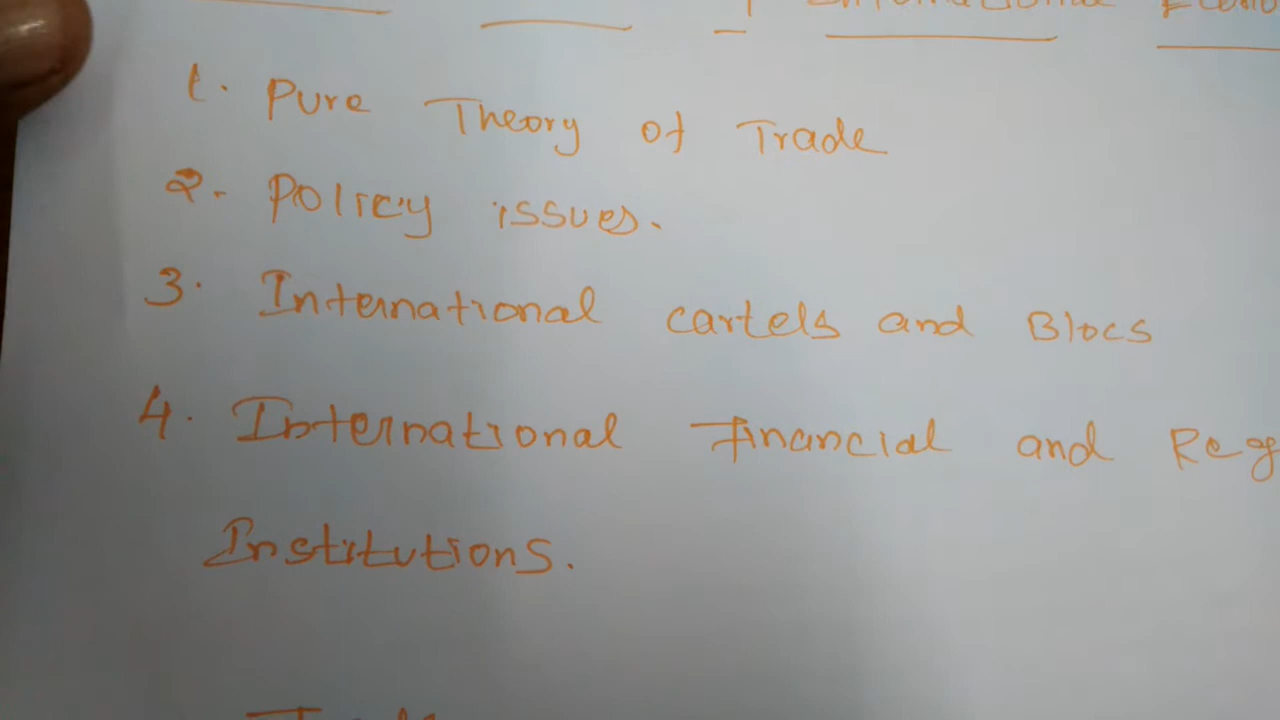 International
1. Pure Theory of Trade
2. Policy issues.
3. International cartels and Blocs
4. International Financial and Reg
Institutions.